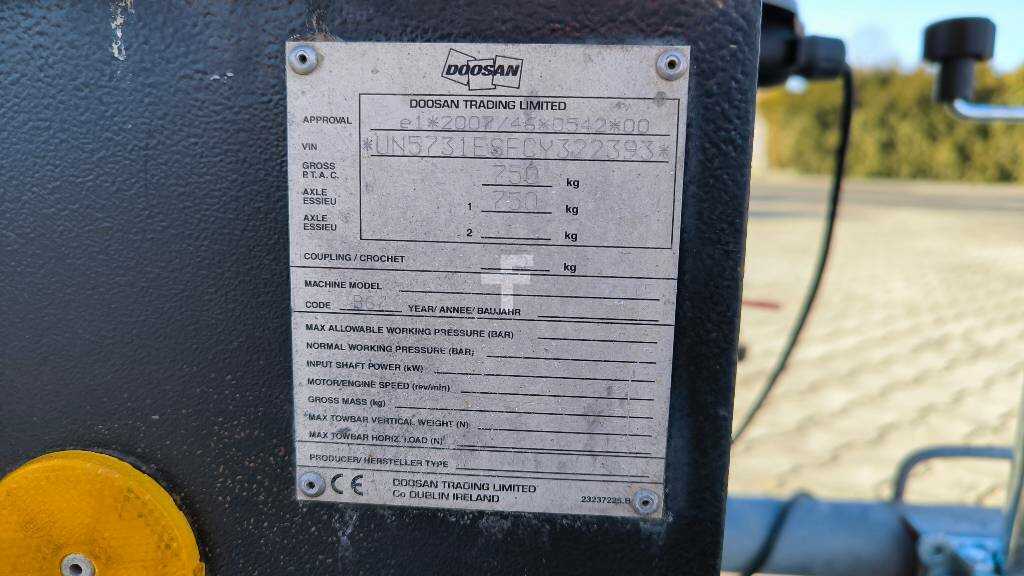 DOOSAN
DOOSAN TRADING LIMITED
APPROVAL e1*2007/46*0542*00
VIN *UN5731ESFCY322393*
GROSS P.T.A.C. 750 kg
AXLE ESSIEU 1 750 kg
AXLE ESSIEU 2 kg
COUPLING / CROCHET kg
MACHINE MODEL
CODE YEAR/ ANNEE/ BAUJAHR
MAX ALLOWABLE WORKING PRESSURE (BAR)
NORMAL WORKING PRESSURE (BAR)
INPUT SHAFT POWER (kW)
MOTOR/ENGINE SPEED (rev/min)
GROSS MASS (kg)
MAX TOWBAR VERTICAL WEIGHT (N)
MAX TOWBAR HORIZ. LOAD (N)
PRODUCER/ HERSTELLER TYPE
CE DOOSAN TRADING LIMITED
Co DUBLIN IRELAND 23237225.B